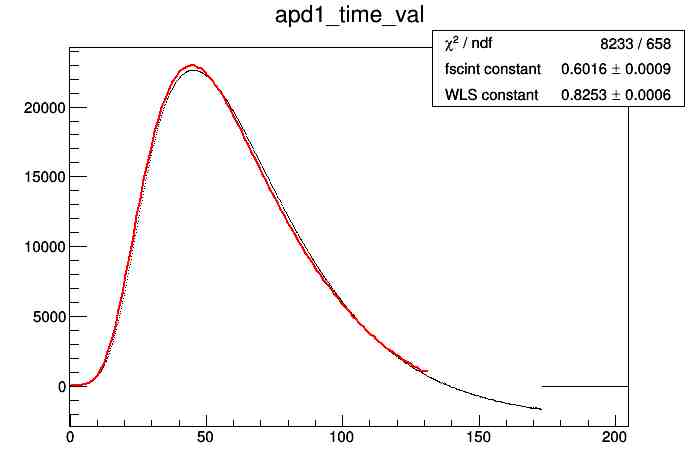 apd1_time_val
χ² / ndf 8233 / 658
fscint constant 0.6016 ± 0.0009
WLS constant 0.8253 ± 0.0006
20000
15000
10000
5000
0
0 50 100 150 200